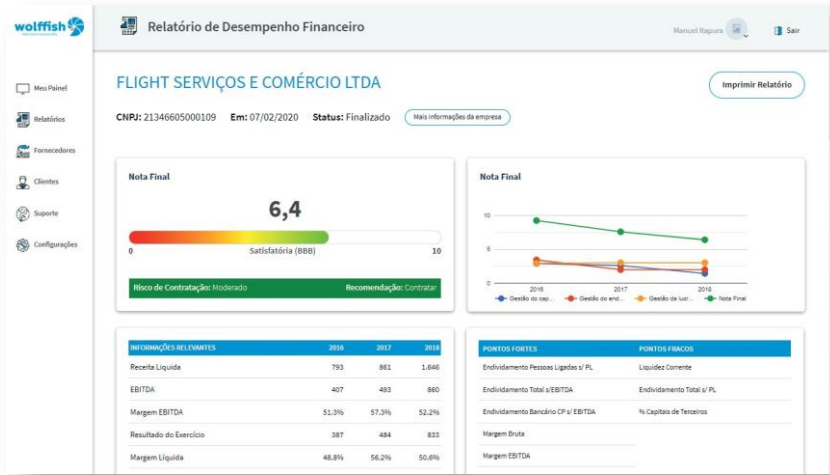 wolffish
Relatório de Desempenho Financeiro
Manuel Itapura
Sair
Meu Painel
Relatórios
Fornecedores
Clientes
Suporte
Configurações
FLIGHT SERVIÇOS E COMÉRCIO LTDA
Imprimir Relatório
CNPJ: 21346605000109 Em: 07/02/2020 Status: Finalizado Mais informações da empresa
Nota Final
6,4
0 Satisfatória (BBB) 10
Risco de Contratação: Moderado Recomendação: Contratar
Nota Final
10
0
2016 2017 2018
Gestão do cap... Gestão do end... Gestão da lucr... Nota Final
INFORMAÇÕES RELEVANTES 2016 2017 2018
Receita Líquida 793 861 1.646
EBITDA 407 493 860
Margem EBITDA 51.3% 57.3% 52.2%
Resultado do Exercício 387 484 833
Margem Líquida 48.8% 56.2% 50.6%
PONTOS FORTES PONTOS FRACOS
Endividamento Pessoas Ligadas s/ PL Liquidez Corrente
Endividamento Total s/EBITDA Endividamento Total s/ PL
Endividamento Bancário CP s/ EBITDA % Capitais de Terceiros
Margem Bruta
Margem EBITDA